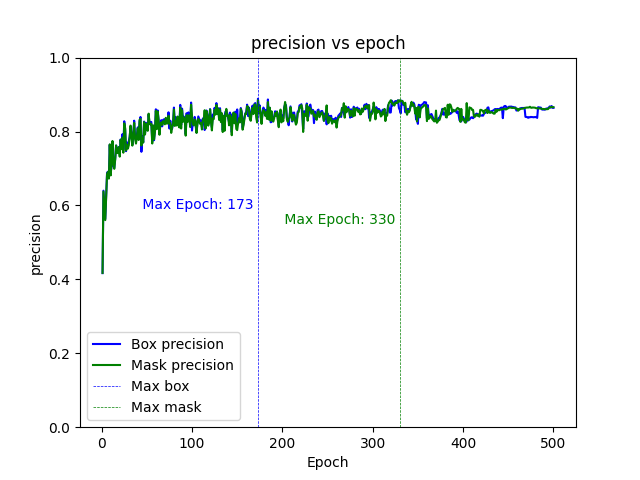 precision vs epoch
1.0
0.8
0.6
0.4
0.2
0.0
precision
Max Epoch: 173
Max Epoch: 330
Box precision
Mask precision
Max box
Max mask
0
100
200
300
400
500
Epoch